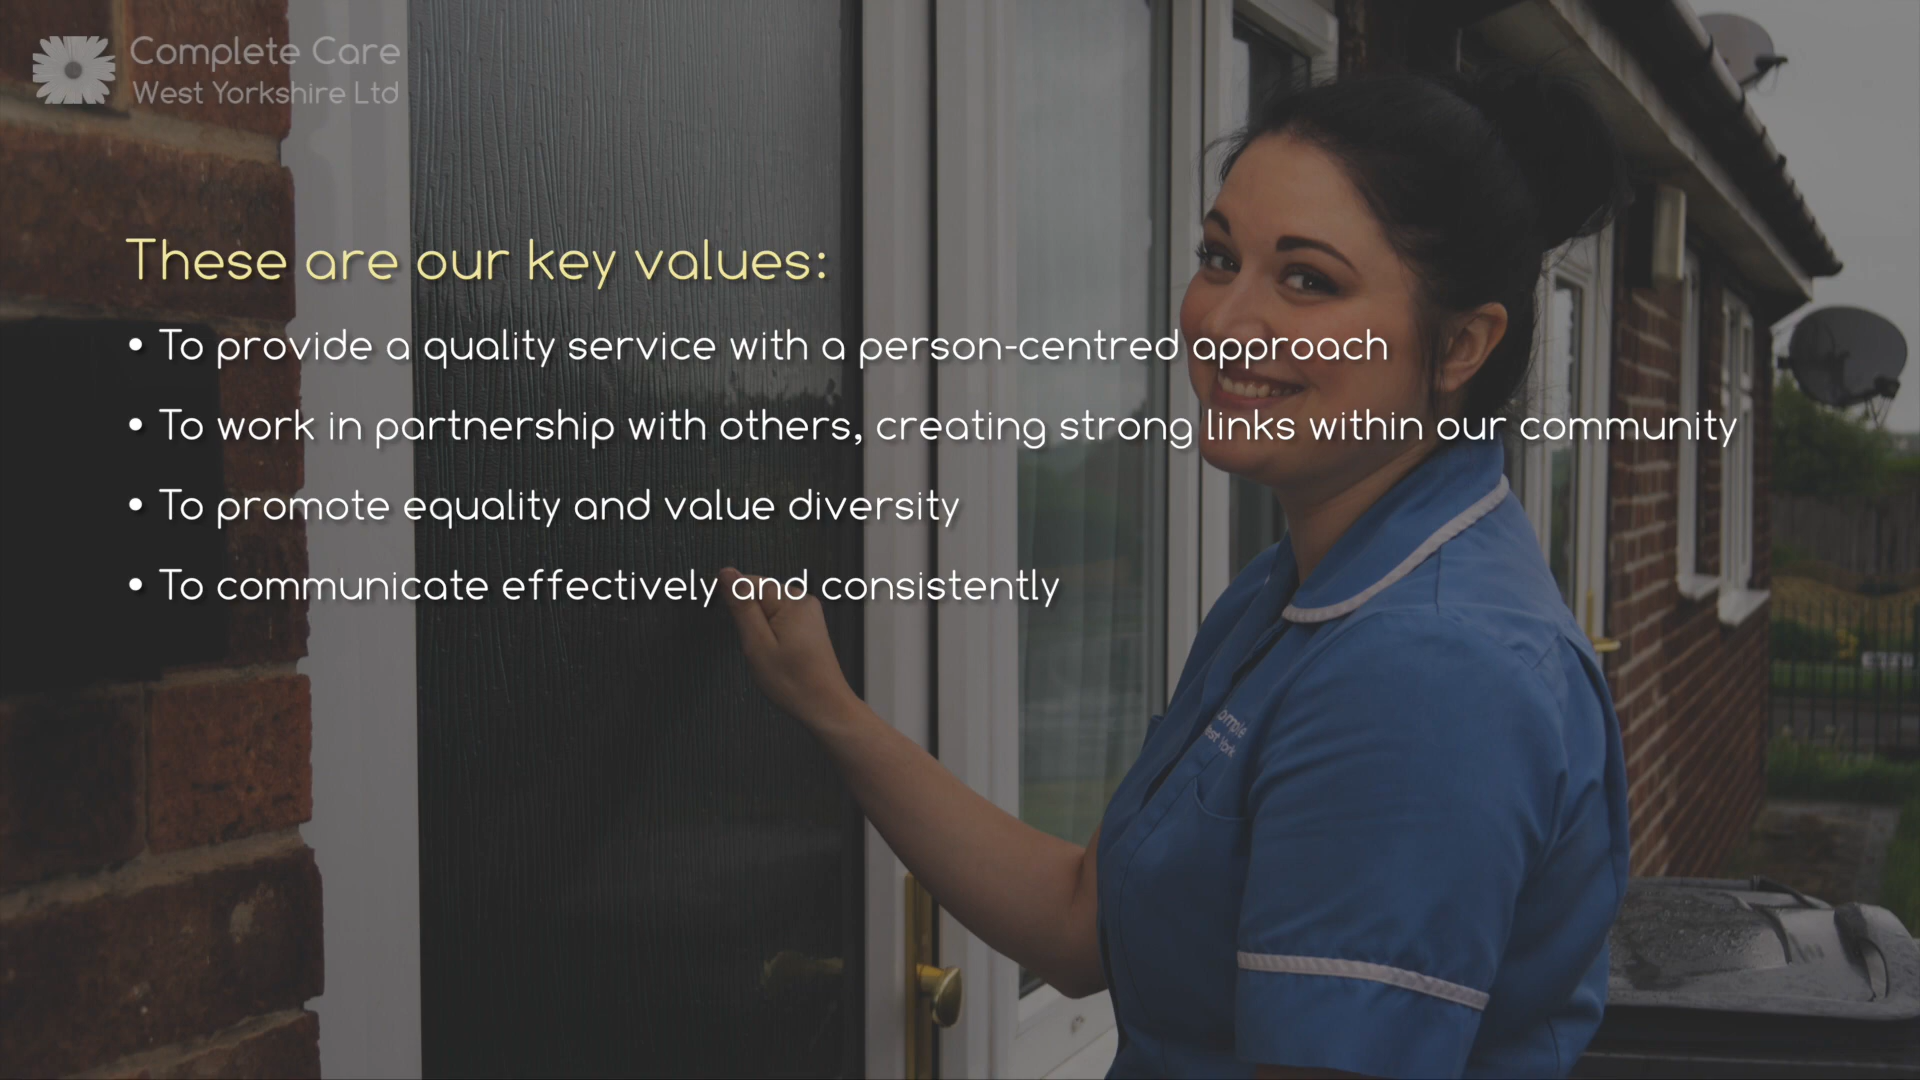 Complete Care
West Yorkshire Ltd
These are our key values:
• To provide a quality service with a person-centred approach
• To work in partnership with others, creating strong links within our community
• To promote equality and value diversity
• To communicate effectively and consistently